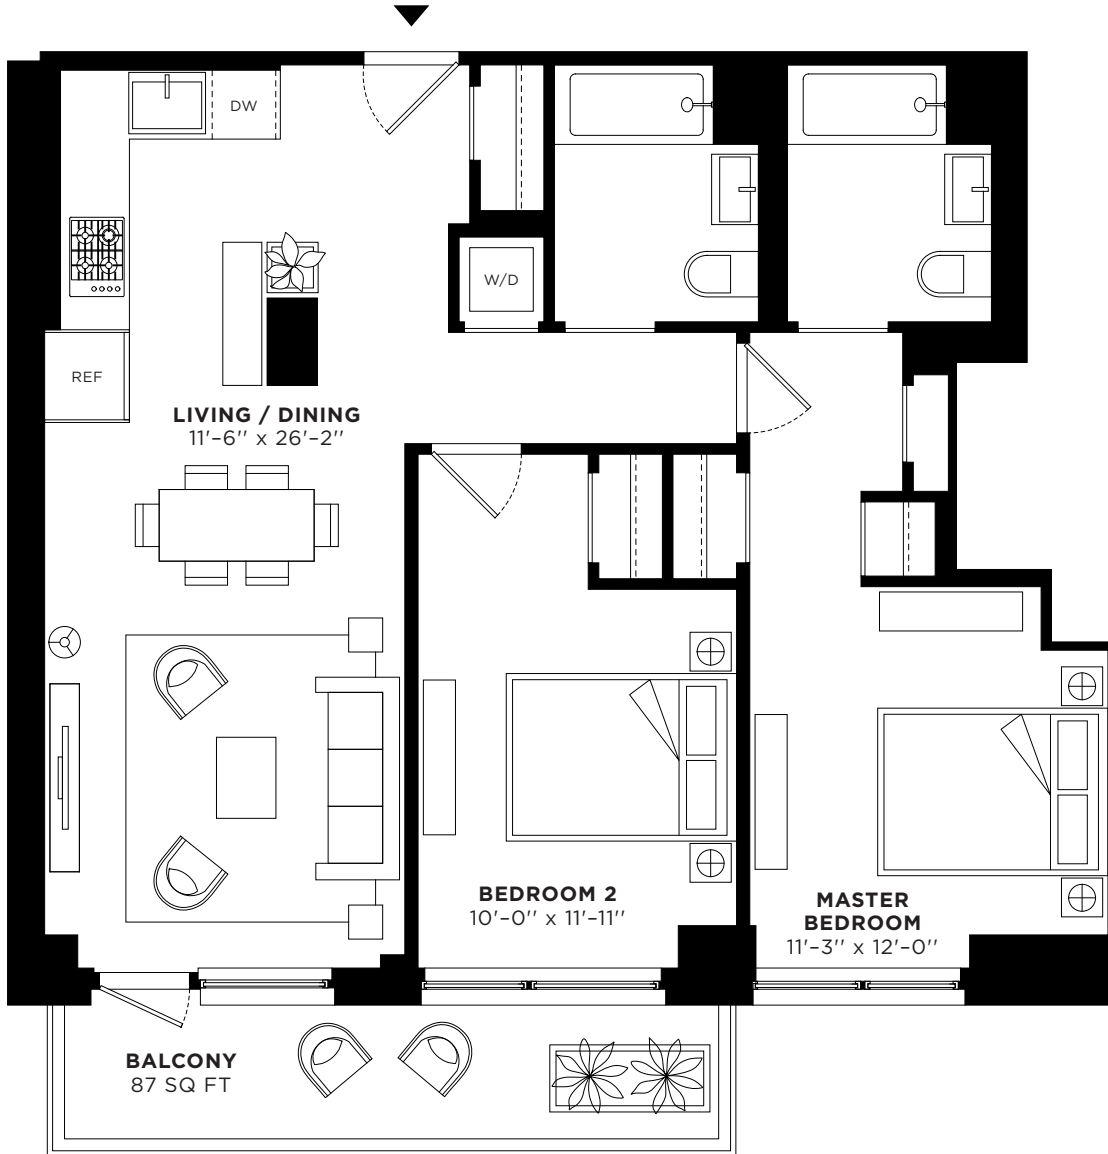 DW
W/D
REF
LIVING / DINING
11'-6'' x 26'-2''
BEDROOM 2
10'-0'' x 11'-11''
MASTER
BEDROOM
11'-3'' x 12'-0''
BALCONY
87 SQ FT